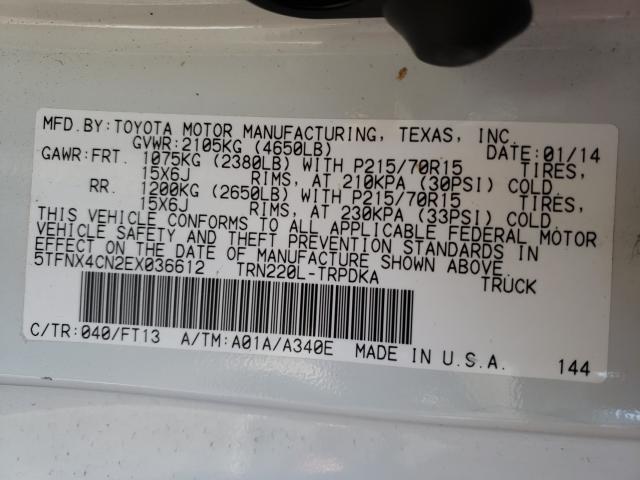 MFD.BY:TOYOTA MOTOR MANUFACTURING, TEXAS, INC.
GVWR:2105KG (4650LB) DATE:01/14
GAWR:FRT. 1075KG (2380LB) WITH P215/70R15 TIRES,
15X6J RIMS, AT 210KPA (30PSI) COLD
RR. 1200KG (2650LB) WITH P215/70R15 TIRES,
15X6J RIMS, AT 230KPA (33PSI) COLD.
THIS VEHICLE CONFORMS TO ALL APPLICABLE FEDERAL MOTOR
VEHICLE SAFETY AND THEFT PREVENTION STANDARDS IN
EFFECT ON THE DATE OF MANUFACTURE SHOWN ABOVE.
5TFNX4CN2EX036612 TRN220L-TRPDKA TRUCK
C/TR:040/FT13 A/TM:A01A/A340E MADE IN U.S.A. 144